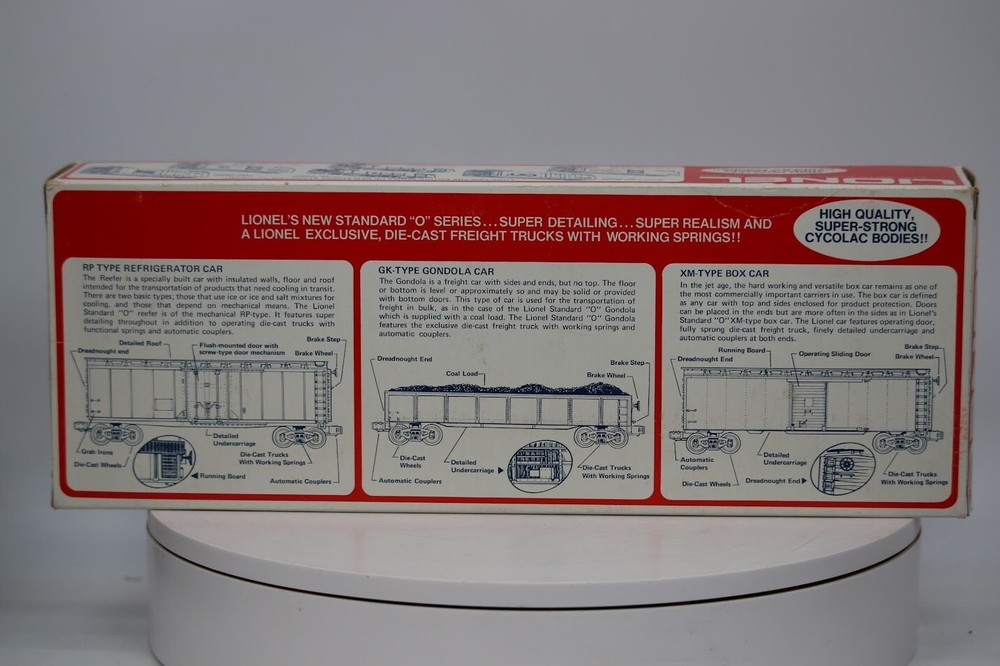 LIONEL
LIONEL'S NEW STANDARD "O" SERIES...SUPER DETAILING...SUPER REALISM AND
A LIONEL EXCLUSIVE, DIE-CAST FREIGHT TRUCKS WITH WORKING SPRINGS!!
HIGH QUALITY,
SUPER-STRONG
CYCOLAC BODIES!!
RP TYPE REFRIGERATOR CAR
The Reefer is a specially built car with insulated walls, floor and roof
intended for the transportation of products that need cooling in transit.
There are two basic types; those that use ice or ice and salt mixtures for
cooling, and those that depend on mechanical means. The Lionel
Standard "O" reefer is of the mechanical RP-type. It features super
detailing throughout in addition to operating die-cast trucks with
functional springs and automatic couplers.
Detailed Roof
Dreadnought end
Flush-mounted door with
screw-type door mechanism
Brake Step
Brake Wheel
Grab Irons
Die-Cast Wheels
Detailed
Undercarriage
Die-Cast Trucks
With Working Springs
Running Board
Automatic Couplers
GK-TYPE GONDOLA CAR
The Gondola is a freight car with sides and ends, but no top. The floor
or bottom is level or approximately so and may be solid or provided
with bottom doors. This type of car is used for the transportation of
freight in bulk, as in the case of the Lionel Standard "O" Gondola
which is supplied with a coal load. The Lionel Standard "O" Gondola
features the exclusive die-cast freight truck with working springs and
automatic couplers.
Dreadnought End
Coal Load
Brake Step
Brake Wheel
Die-Cast
Wheels
Detailed
Undercarriage
Die-Cast Trucks
With Working Springs
Automatic Couplers
XM-TYPE BOX CAR
In the jet age, the hard working and versatile box car remains as one of
the most commercially important carriers in use. The box car is defined
as any car with top and sides enclosed for product protection. Doors
can be placed in the ends but are more often in the sides as in Lionel's
Standard "O" XM-type box car. The Lionel car features operating door,
fully sprung die-cast freight truck, finely detailed undercarriage and
automatic couplers at both ends.
Running Board
Dreadnought End
Operating Sliding Door
Brake Step
Brake Wheel
Automatic
Couplers
Detailed
Undercarriage
Die-Cast Wheels
Dreadnought End
Die-Cast Trucks
With Working Springs